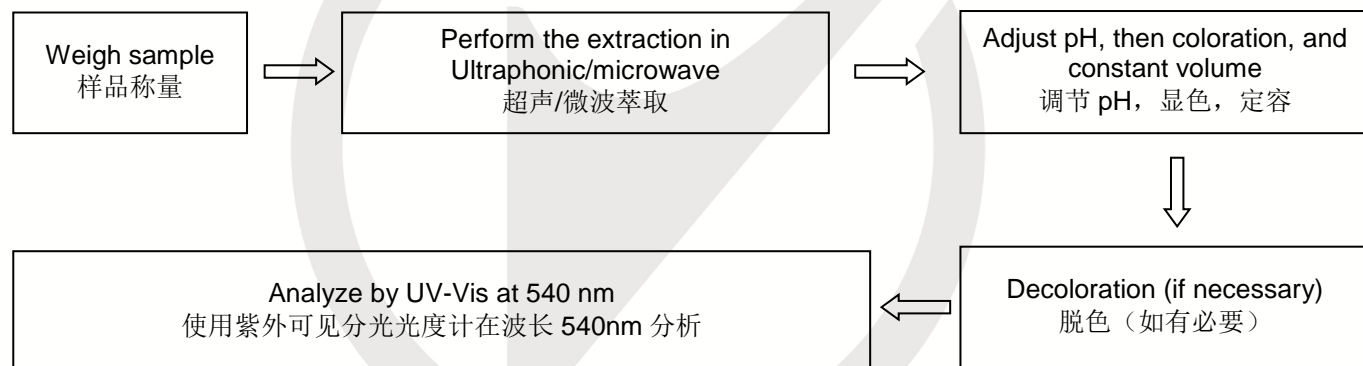 Weigh sample
样品称量
Perform the extraction in
Ultraphonic/microwave
超声/微波萃取
Adjust pH, then coloration, and
constant volume
调节 pH，显色，定容
Decoloration (if necessary)
脱色（如有必要）
Analyze by UV-Vis at 540 nm
使用紫外可见分光光度计在波长 540nm 分析